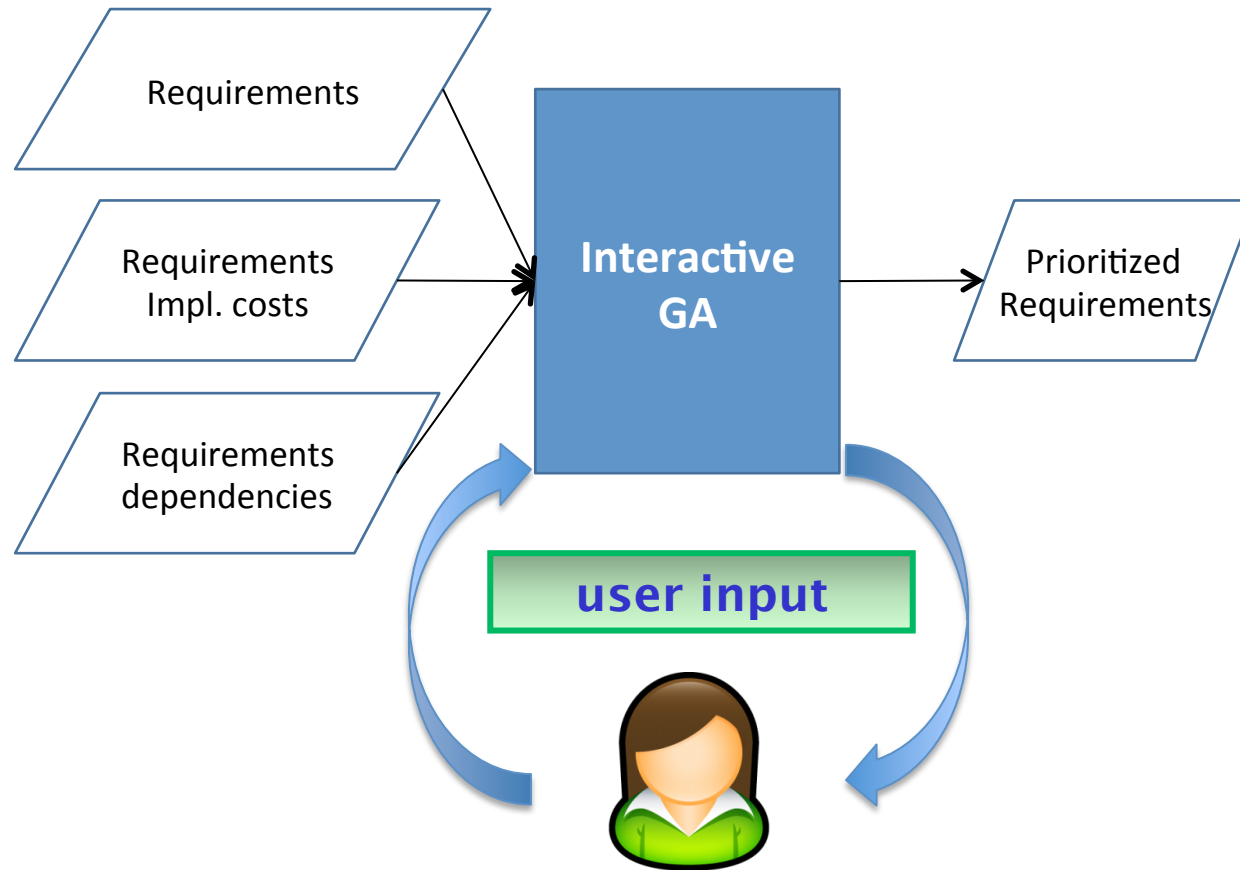 Requirements
Requirements
Impl. costs
Requirements
dependencies
Interactive
GA
Prioritized
Requirements
user input